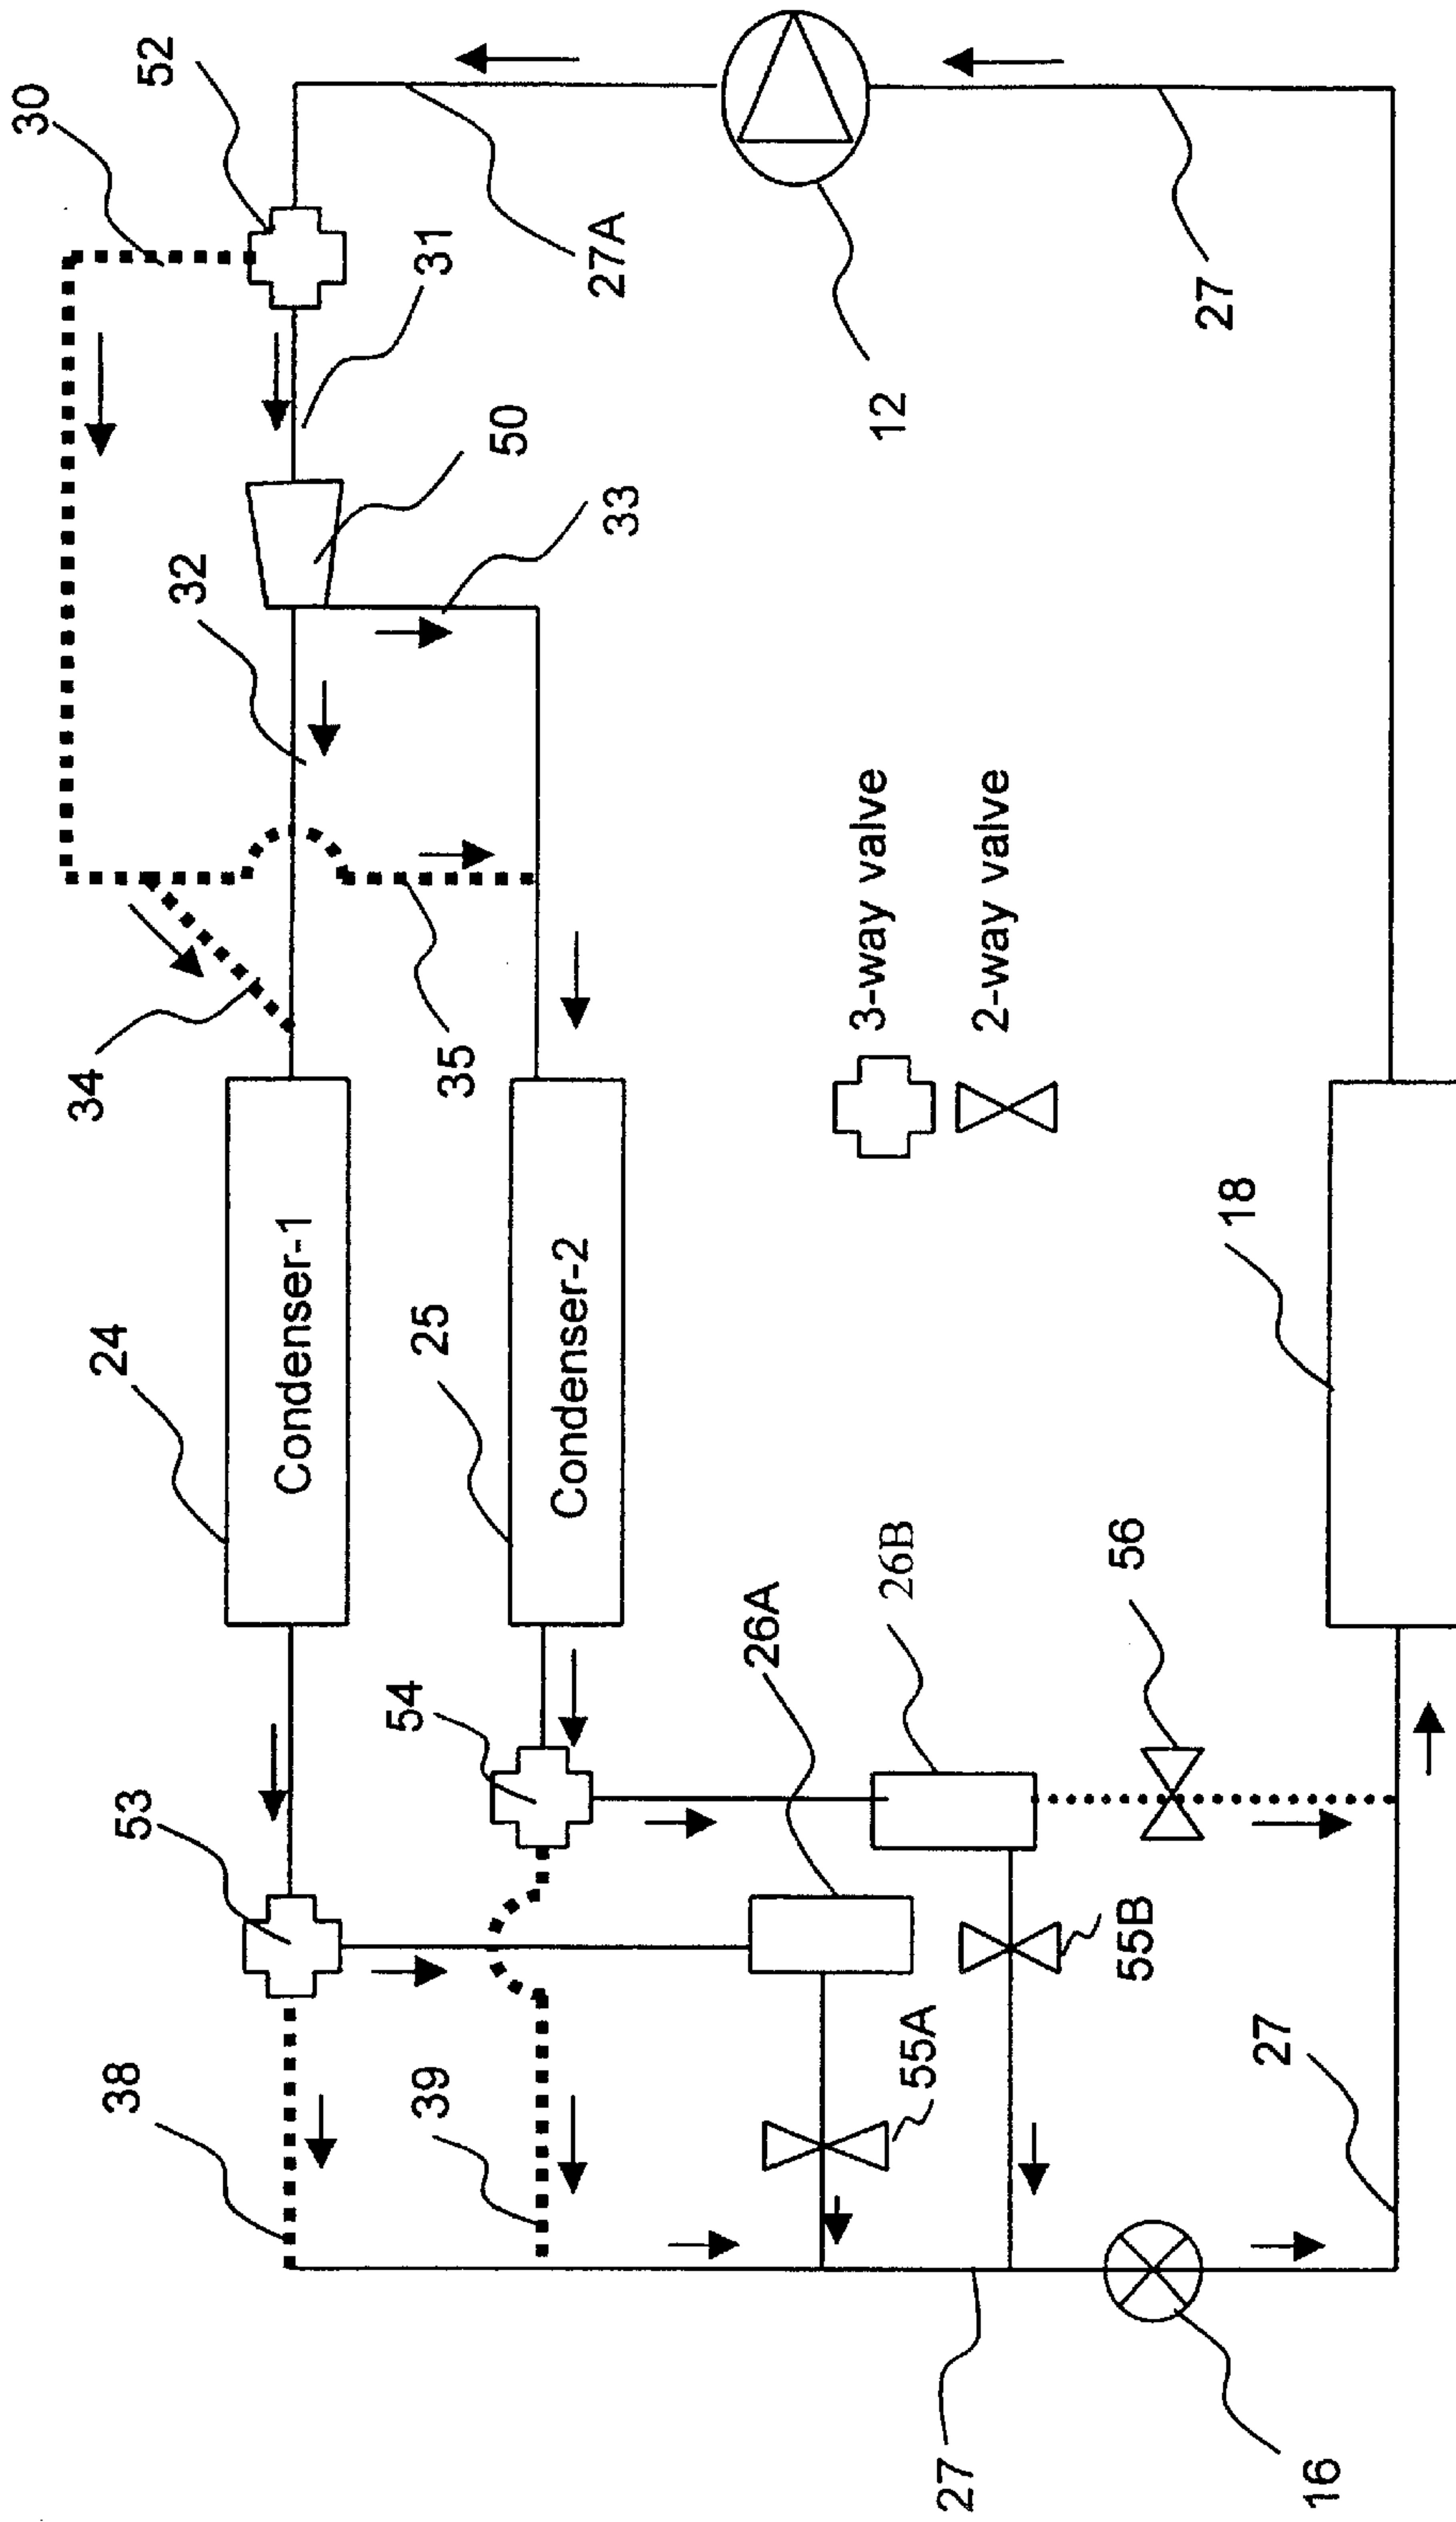 30
52
31
27A
50
32
33
34
35
12
27
24
Condenser-1
25
Condenser-2
3-way valve
2-way valve
18
53
54
26A
26B
56
38
39
55A
55B
27
27
16